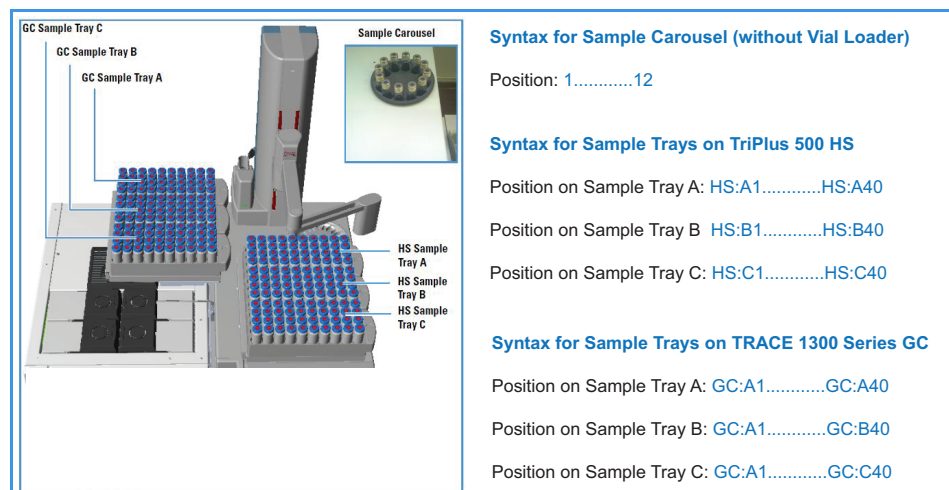 GC Sample Tray C
GC Sample Tray B
GC Sample Tray A
Sample Carousel
HS Sample
Tray A
HS Sample
Tray B
HS Sample
Tray C
Syntax for Sample Carousel (without Vial Loader)
Position: 1............12
Syntax for Sample Trays on TriPlus 500 HS
Position on Sample Tray A: HS:A1............HS:A40
Position on Sample Tray B HS:B1............HS:B40
Position on Sample Tray C: HS:C1............HS:C40
Syntax for Sample Trays on TRACE 1300 Series GC
Position on Sample Tray A: GC:A1............GC:A40
Position on Sample Tray B: GC:A1............GC:B40
Position on Sample Tray C: GC:A1............GC:C40